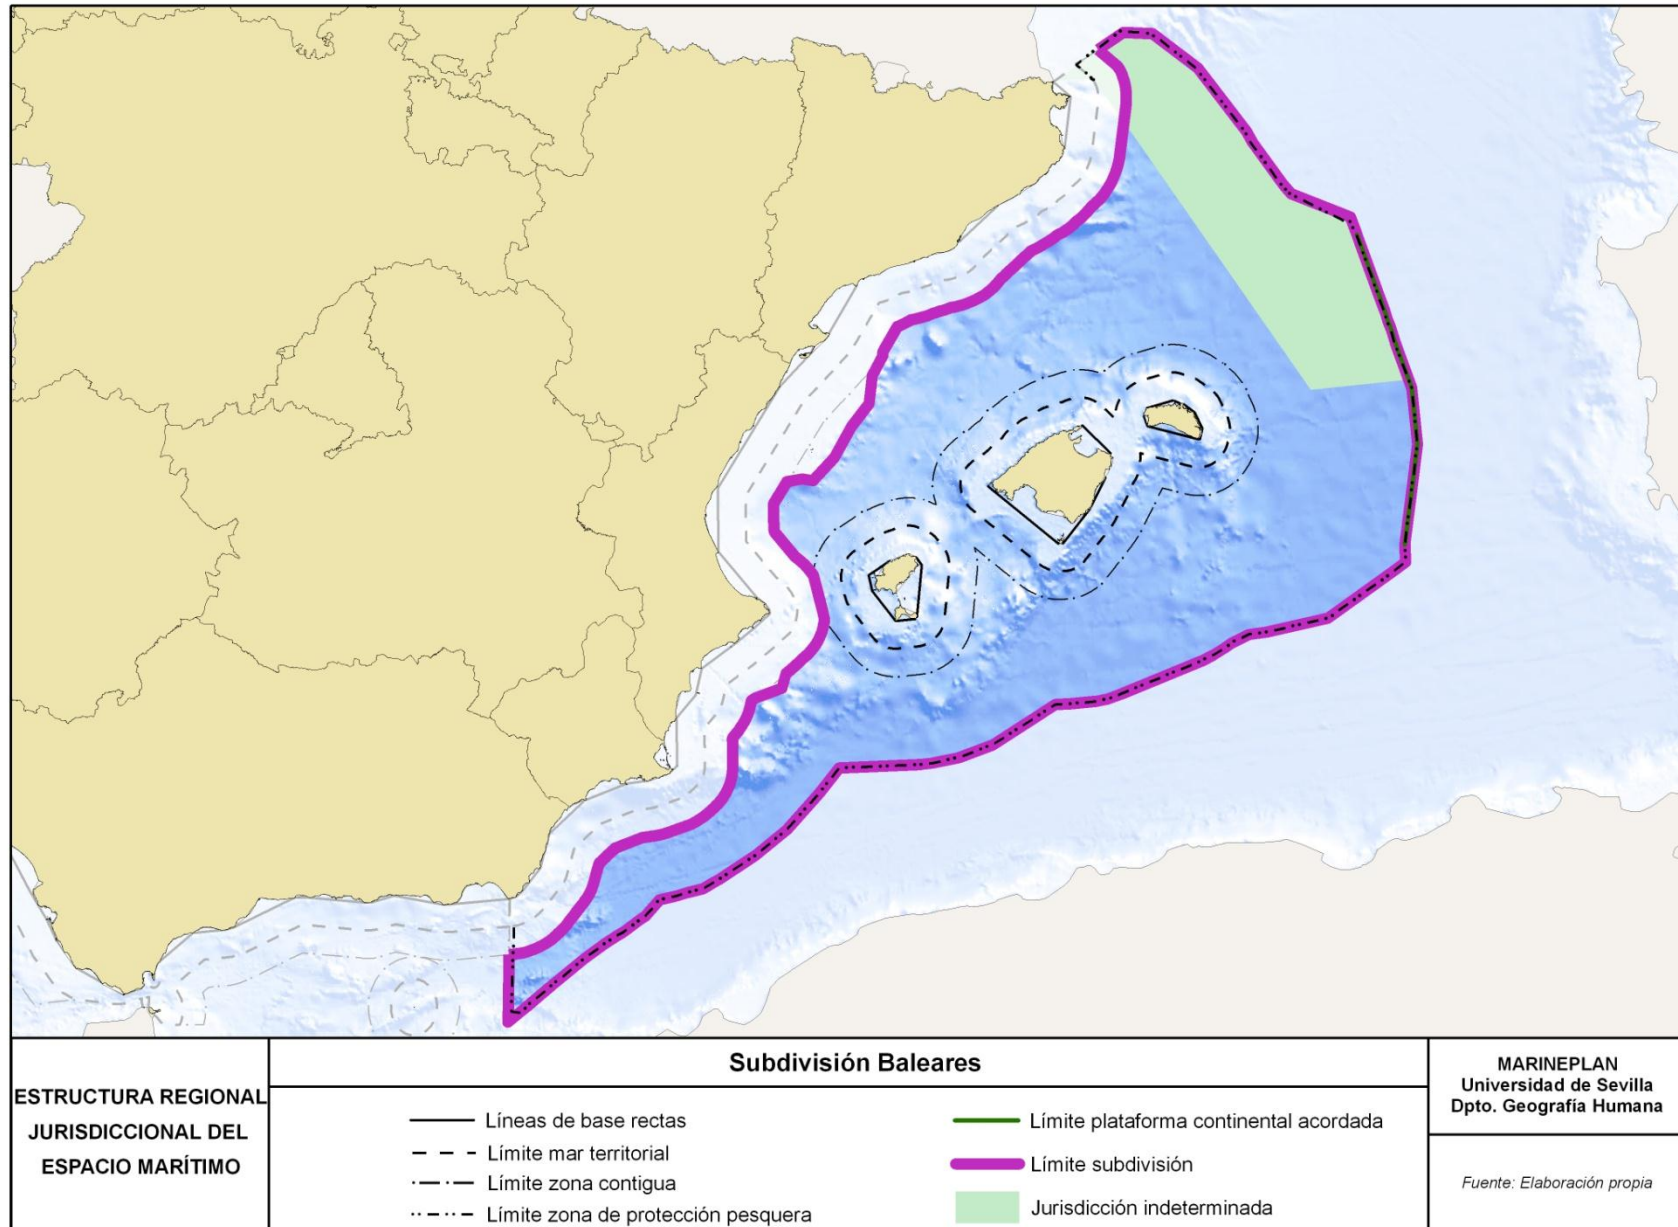 ESTRUCTURA REGIONAL
JURISDICCIONAL DEL
ESPACIO MARÍTIMO
Subdivisión Baleares
Líneas de base rectas
Límite mar territorial
Límite zona contigua
Límite zona de protección pesquera
Límite plataforma continental acordada
Límite subdivisión
Jurisdicción indeterminada
MARINEPLAN
Universidad de Sevilla
Dpto. Geografía Humana
Fuente: Elaboración propia